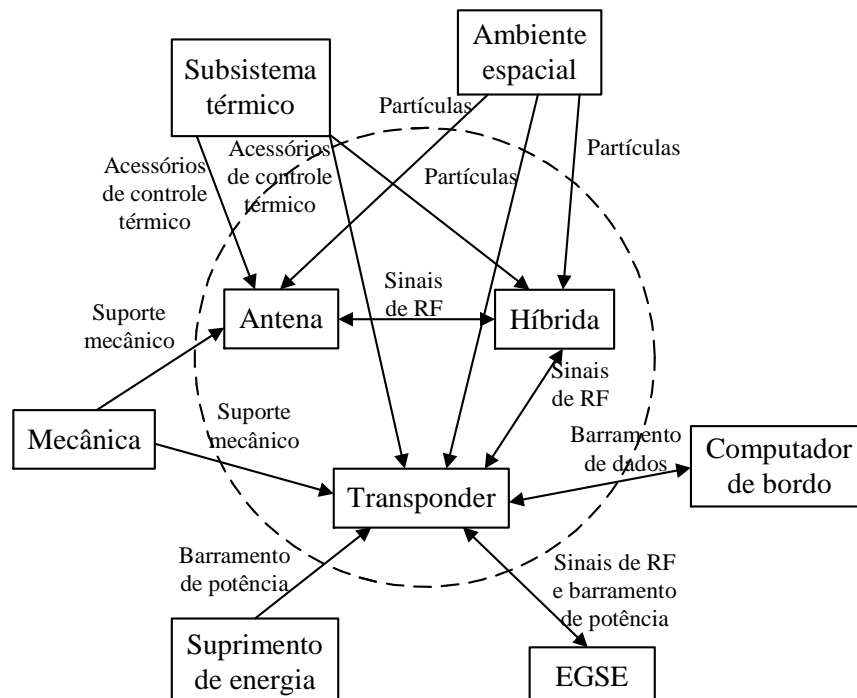 Ambiente
espacial
Subsistema
térmico
Partículas
Acessórios
de controle
térmico
Acessórios
de controle
térmico
Partículas
Partículas
Sinais
de RF
Antena
Híbrida
Suporte
mecânico
Sinais
de RF
Suporte
mecânico
Mecânica
Barramento
de dados
Computador
de bordo
Transponder
Barramento
de potência
Sinais de RF
e barramento
de potência
Suprimento
de energia
EGSE